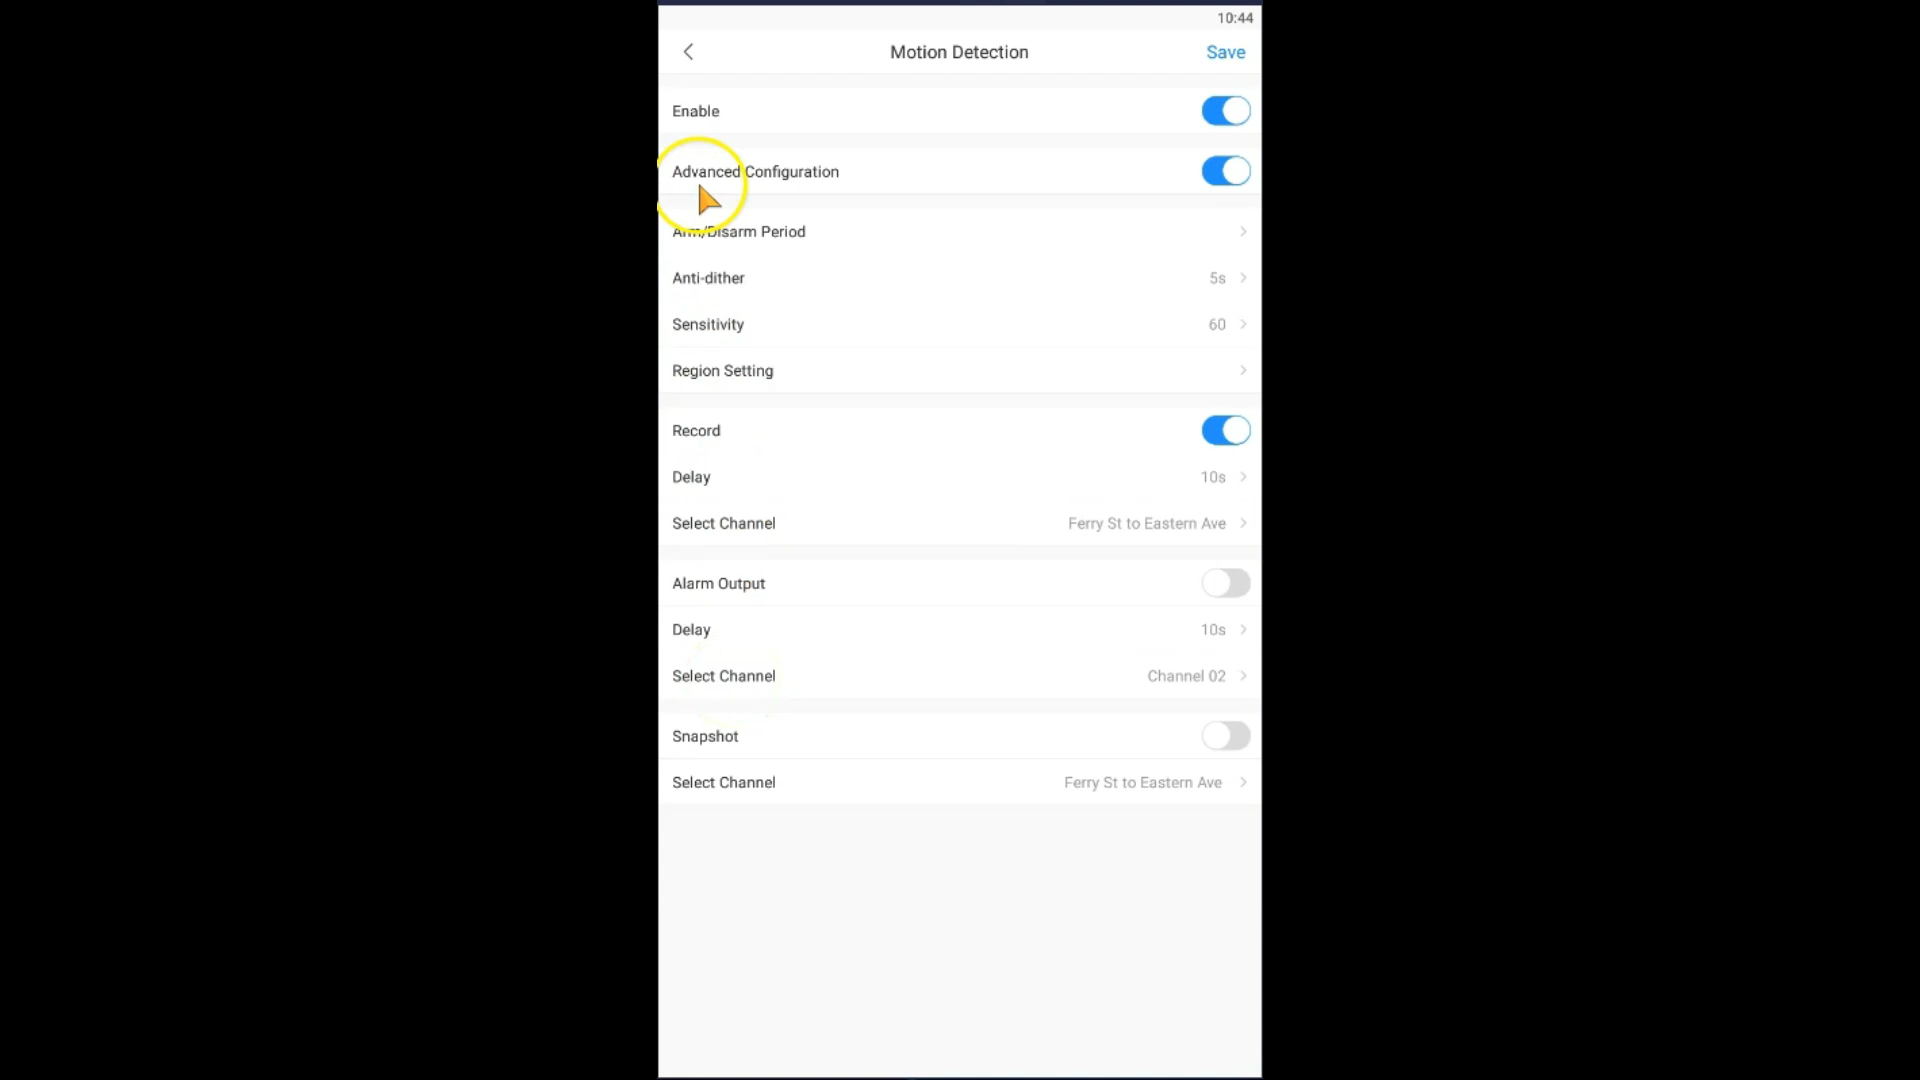 10:44
Motion Detection Save
Enable
Advanced Configuration
Arm/Disarm Period
Anti-dither 5s
Sensitivity 60
Region Setting
Record
Delay 10s
Select Channel Ferry St to Eastern Ave
Alarm Output
Delay 10s
Select Channel Channel 02
Snapshot
Select Channel Ferry St to Eastern Ave